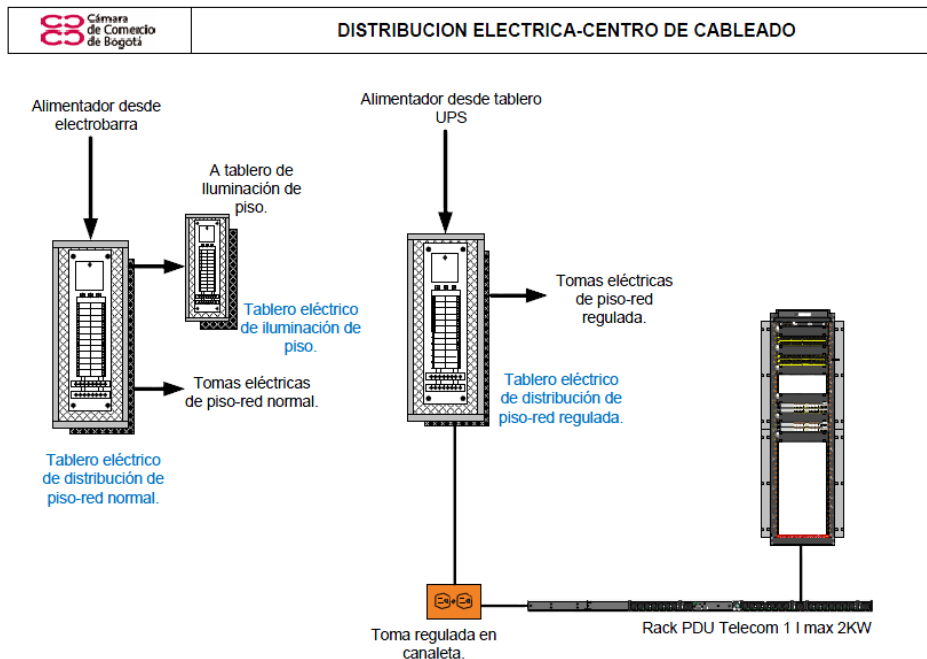 Cámara
de Comercio
de Bogotá
DISTRIBUCION ELECTRICA-CENTRO DE CABLEADO
Alimentador desde
electrobarra
Alimentador desde tablero
UPS
A tablero de
Iluminación de
piso.
Tablero eléctrico
de iluminación de
piso.
Tomas eléctricas
de piso-red normal.
Tablero eléctrico
de distribución de
piso-red normal.
Tomas eléctricas
de piso-red
regulada.
Tablero eléctrico
de distribución de
piso-red regulada.
Toma regulada en
canaleta.
Rack PDU Telecom 1 I max 2KW